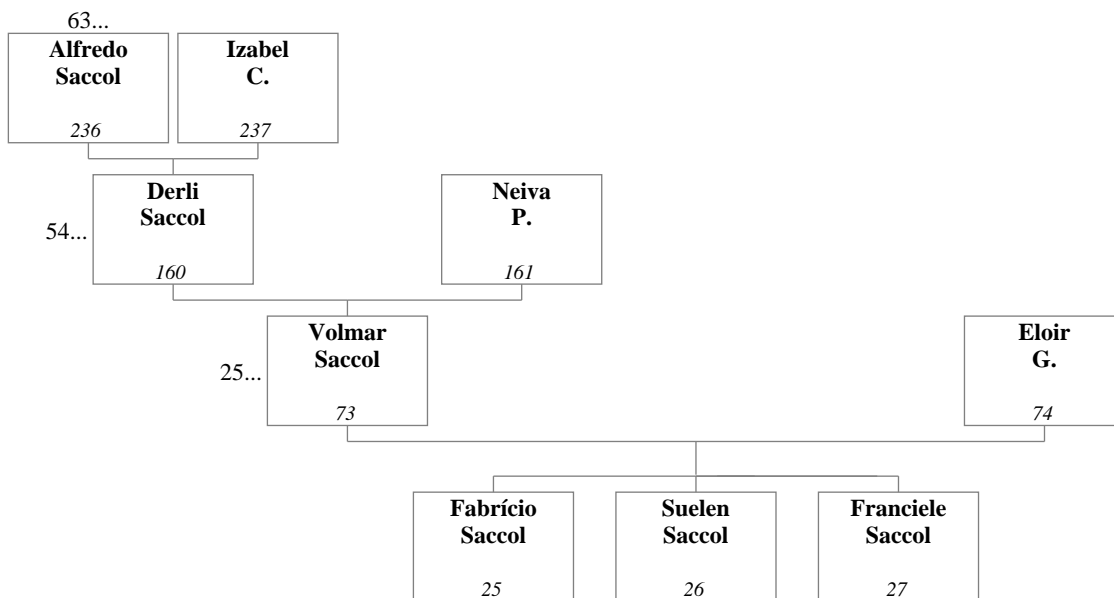 63...
Alfredo
Saccol
236
Izabel
C.
237
54...
Derli
Saccol
160
Neiva
P.
161
25...
Volmar
Saccol
73
Eloir
G.
74
Fabrício
Saccol
25
Suelen
Saccol
26
Franciele
Saccol
27